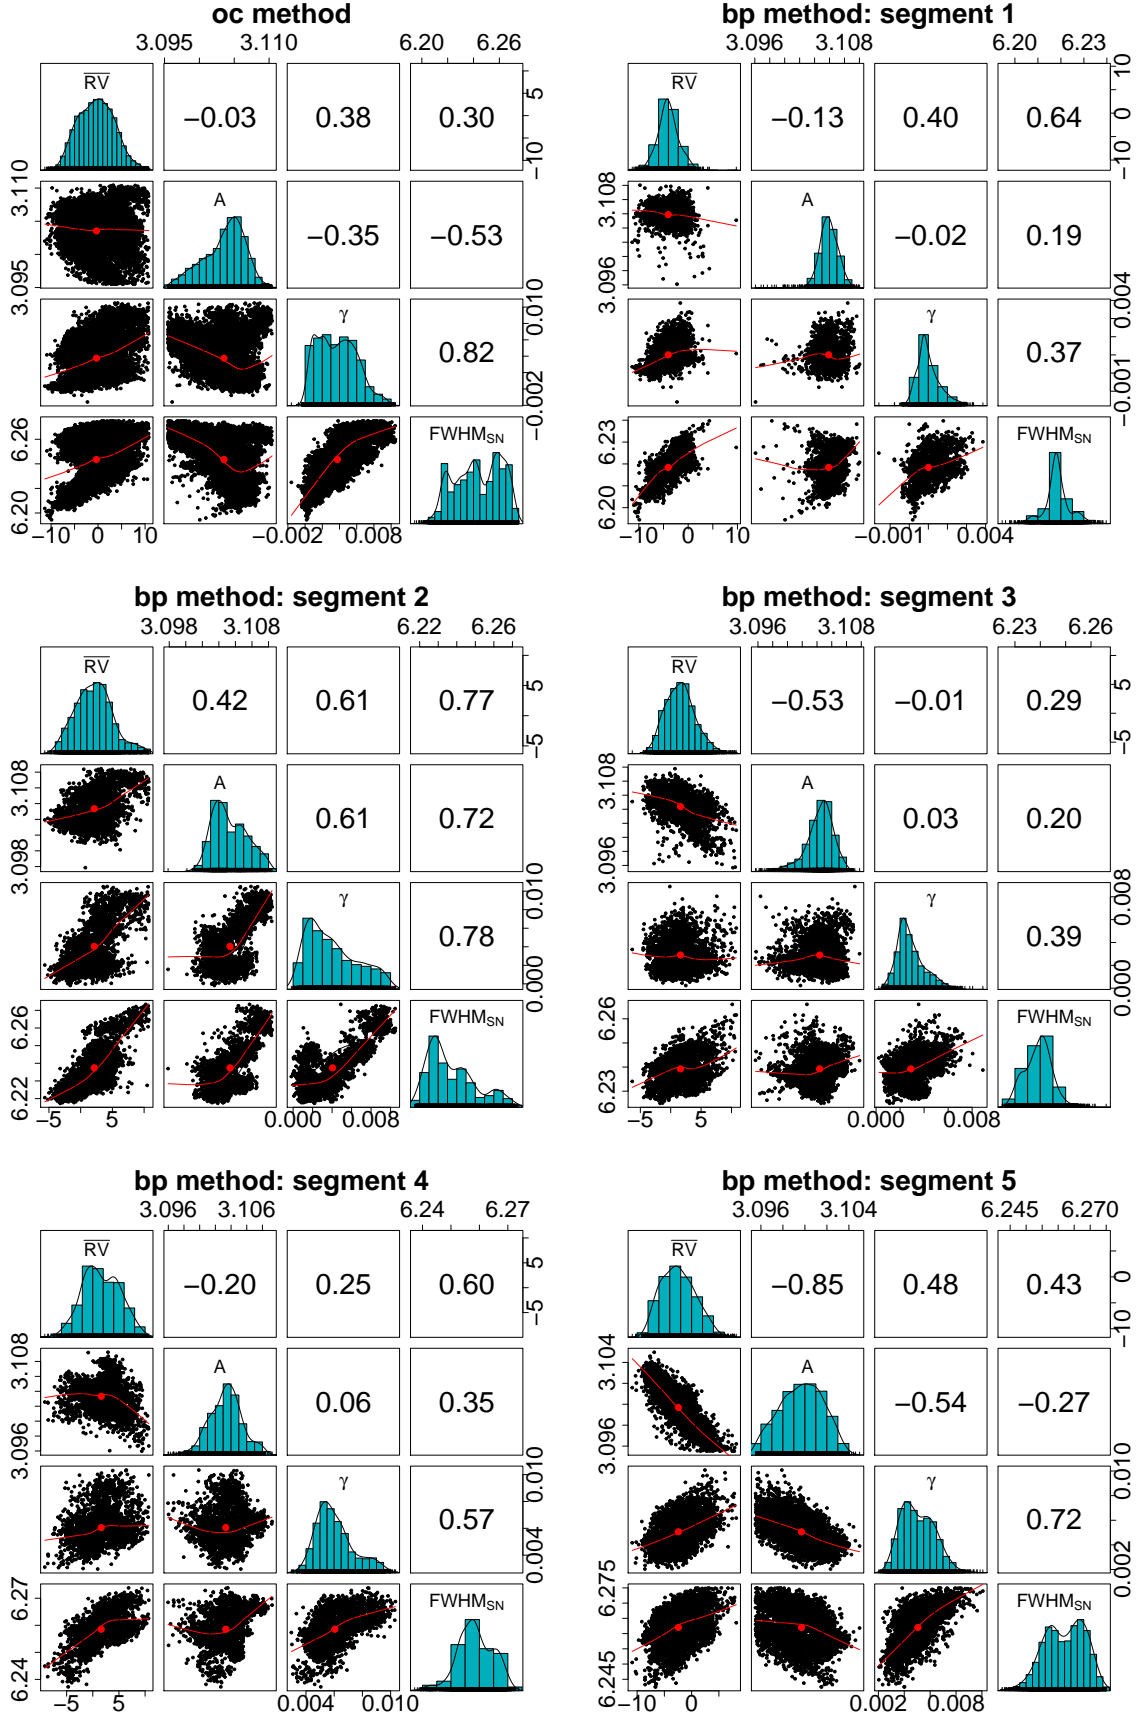 oc method
3.095 3.110 6.20 6.26
RV −0.03 0.38 0.30
−10 5
3.095 3.110
A −0.35 −0.53
γ 0.82
−0.002 0.010
6.20 6.26
FWHMSN
−10 0 10 −0.002 0.008
bp method: segment 1
3.096 3.108 6.20 6.23
RV −0.13 0.40 0.64
−10 0 10
3.096 3.108
A −0.02 0.19
γ 0.37
−0.001 0.004
6.20 6.23
FWHMSN
−10 0 10 −0.001 0.004
bp method: segment 2
3.098 3.108 6.22 6.26
RV 0.42 0.61 0.77
−5 5
3.098 3.108
A 0.61 0.72
γ 0.78
0.000 0.010
6.22 6.26
FWHMSN
−5 5 0.000 0.008
bp method: segment 3
3.096 3.108 6.23 6.26
RV −0.53 −0.01 0.29
−5 5
3.096 3.108
A 0.03 0.20
γ 0.39
0.000 0.008
6.23 6.26
FWHMSN
−5 5 0.000 0.008
bp method: segment 4
3.096 3.106 6.24 6.27
RV −0.20 0.25 0.60
−5 5
3.096 3.108
A 0.06 0.35
γ 0.57
0.004 0.010
6.24 6.27
FWHMSN
−5 5 0.004 0.010
bp method: segment 5
3.096 3.104 6.245 6.270
RV −0.85 0.48 0.43
−10 0
3.096 3.104
A −0.54 −0.27
γ 0.72
0.002 0.010
6.245 6.275
FWHMSN
−10 0 0.002 0.008